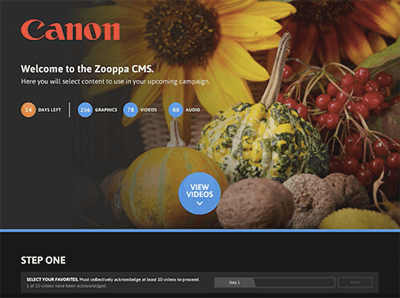 Canon
Welcome to the Zooppa CMS.
Here you will select content to use in your upcoming campaign.
14 DAYS LEFT 256 GRAPHICS 78 VIDEOS AUDIO
VIEW
VIDEOS
STEP ONE
SELECT YOUR FAVORITES. Must collectively acknowledge at least 10 videos to proceed.
1 of 10 videos have been acknowledged.
Step 1